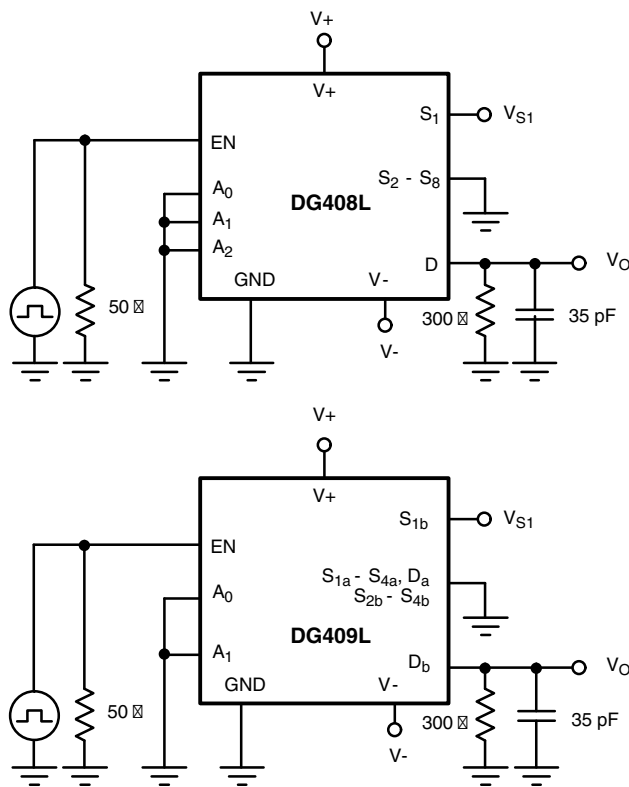 V+
V+
S1
VS1
EN
S2 - S8
A0
A1
DG408L
A2
D
VO
GND
V-
50 
300 
35 pF
V-
V+
V+
S1b
VS1
EN
S1a - S4a, Da
A0
S2b - S4b
DG409L
A1
Db
VO
GND
V-
50 
300 
35 pF
V-